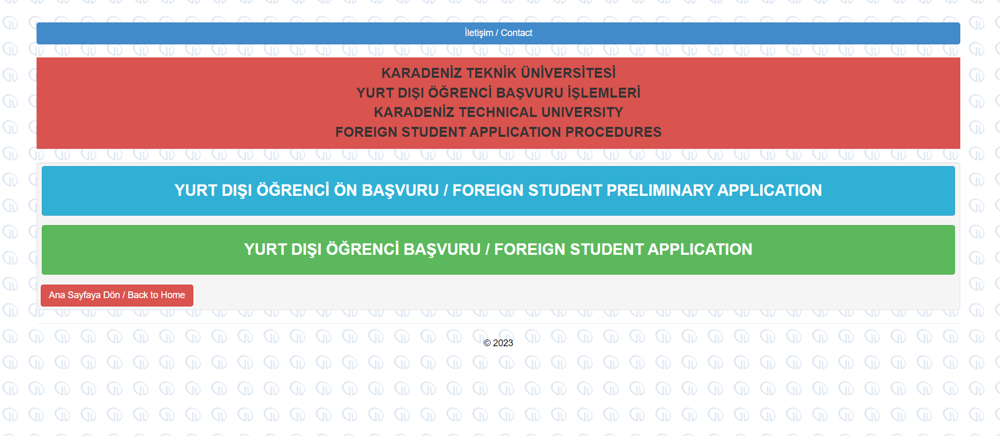 İletişim / Contact
KARADENİZ TEKNİK ÜNİVERSİTESİ
YURT DIŞI ÖĞRENCİ BAŞVURU İŞLEMLERİ
KARADENİZ TECHNICAL UNIVERSITY
FOREIGN STUDENT APPLICATION PROCEDURES
YURT DIŞI ÖĞRENCİ ÖN BAŞVURU / FOREIGN STUDENT PRELIMINARY APPLICATION
YURT DIŞI ÖĞRENCİ BAŞVURU / FOREIGN STUDENT APPLICATION
Ana Sayfaya Dön / Back to Home
© 2023